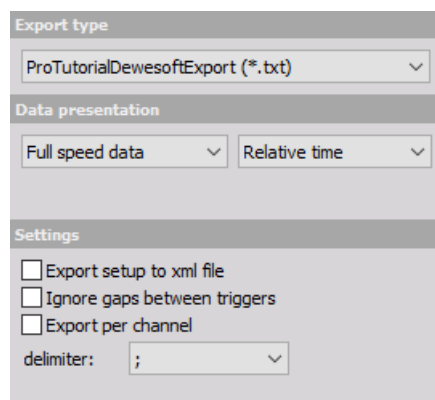 Export type
ProTutorialDewesoftExport (*.txt)
Data presentation
Full speed data Relative time
Settings
Export setup to xml file
Ignore gaps between triggers
Export per channel
delimiter: ;